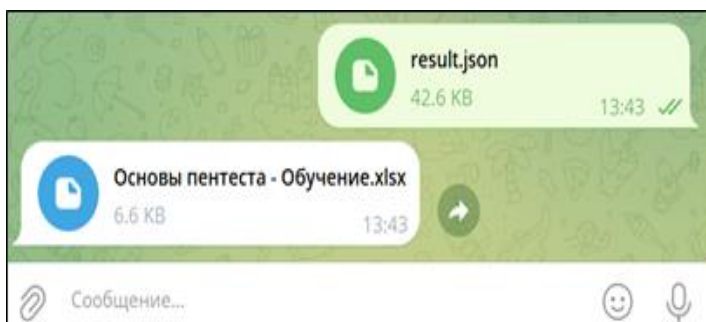 result.json
42.6 KB
13:43
Основы пентеста - Обучение.xlsx
6.6 KB
13:43
Сообщение...